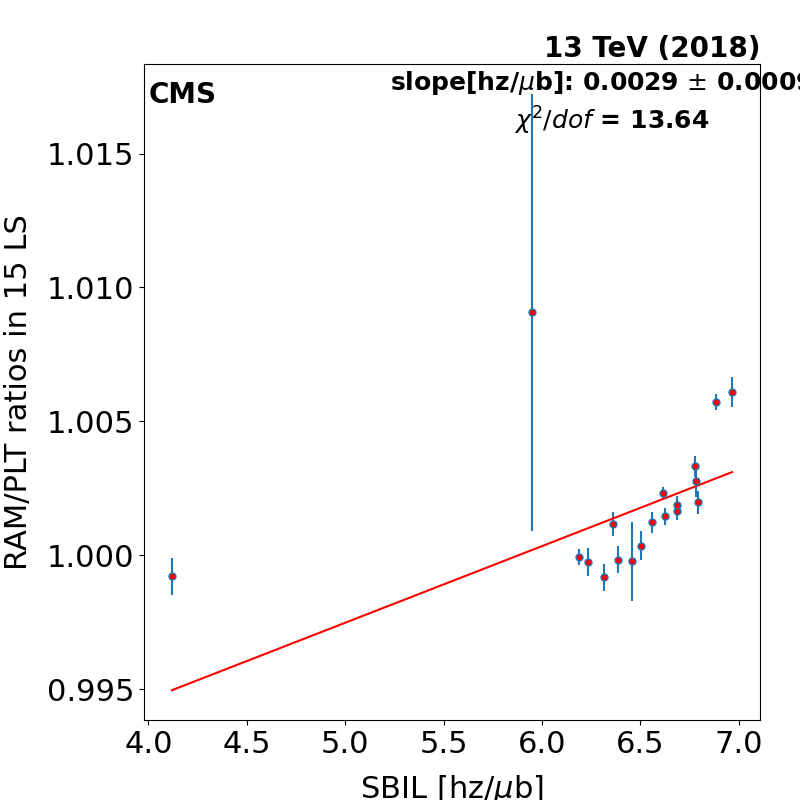 13 TeV (2018)
CMS
slope[hz/μb]: 0.0029 ± 0.0009
χ²/dof = 13.64
RAM/PLT ratios in 15 LS
1.015
1.010
1.005
1.000
0.995
4.0 4.5 5.0 5.5 6.0 6.5 7.0
SBIL [hz/μb]